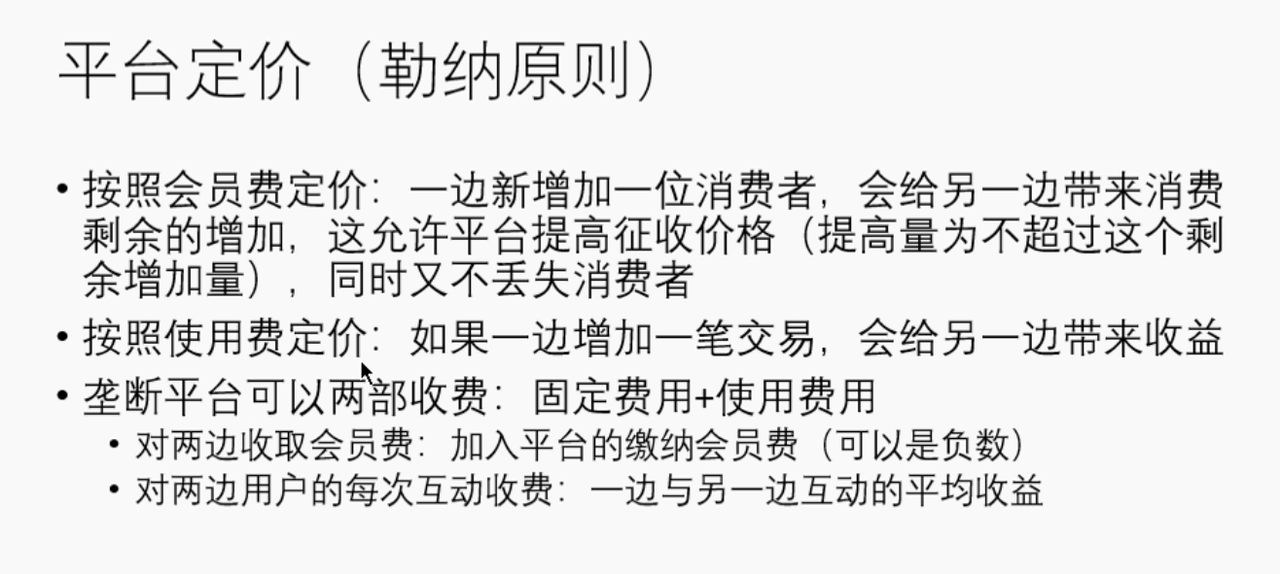 平台定价（勒纳原则）
• 按照会员费定价：一边新增加一位消费者，会给另一边带来消费
剩余的增加，这允许平台提高征收价格（提高量为不超过这个剩
余增加量），同时又不丢失消费者
• 按照使用费定价：如果一边增加一笔交易，会给另一边带来收益
• 垄断平台可以两部收费：固定费用+使用费用
• 对两边收取会员费：加入平台的缴纳会员费（可以是负数）
• 对两边用户的每次互动收费：一边与另一边互动的平均收益